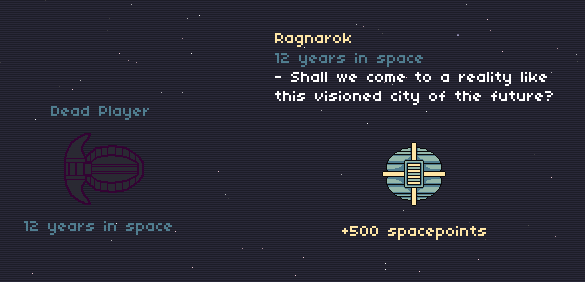 Ragnarok
12 years in space
- Shall we come to a reality like
this visioned city of the future?
Dead Player
12 years in space
+500 spacepoints